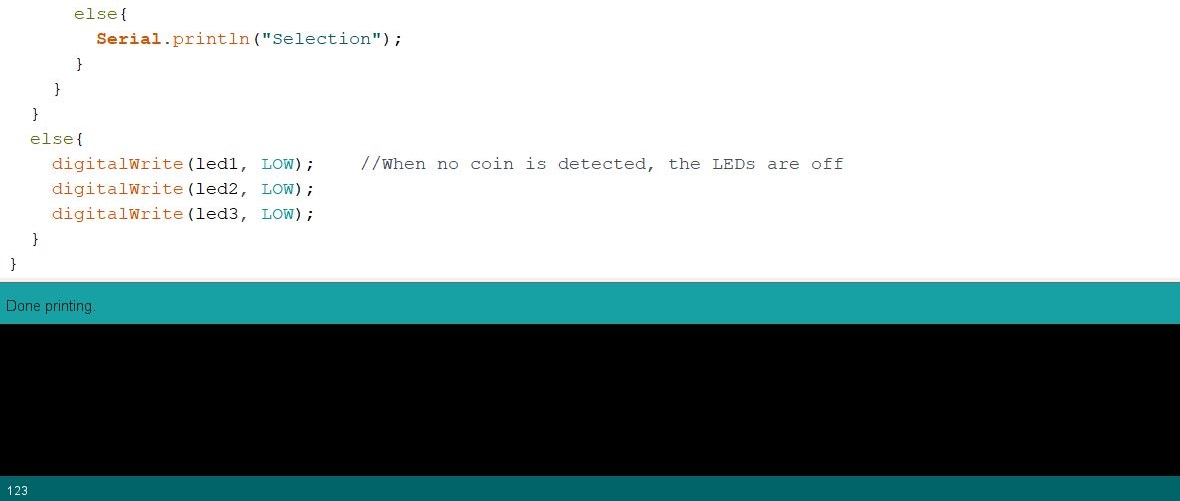 else{
Serial.println("Selection");
}
}
}
else{
digitalWrite(led1, LOW); //When no coin is detected, the LEDs are off
digitalWrite(led2, LOW);
digitalWrite(led3, LOW);
}
}
Done printing.
123